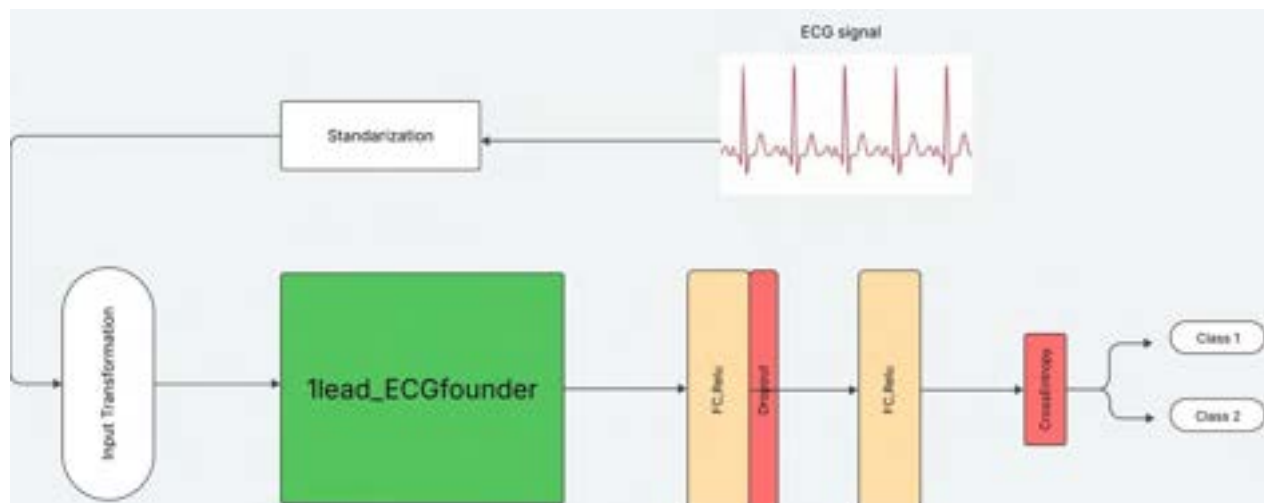 ECG signal
Standarization
Input Transformation
1lead_ECGfounder
FC,Relu
Dropout
FC,Relu
CrossEntropy
Class 1
Class 2